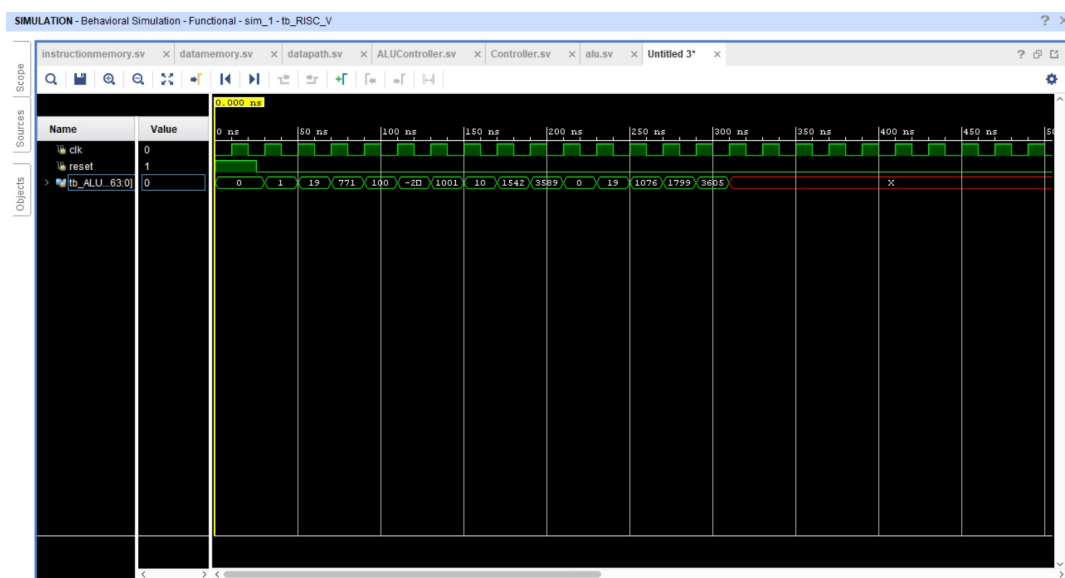 SIMULATION - Behavioral Simulation - Functional - sim_1 - tb_RISC_V ?
instructionmemory.sv datamemory.sv datapath.sv ALUController.sv Controller.sv alu.sv Untitled 3* ?
Scope
Sources
Objects
0.000 ns
Name Value
0 ns 50 ns 100 ns 150 ns 200 ns 250 ns 300 ns 350 ns 400 ns 450 ns
clk 0
reset 1
tb_ALU...63:0] 0 0 1 19 771 100 1001 10 1542 3589 0 19 1076 1799 3605 X